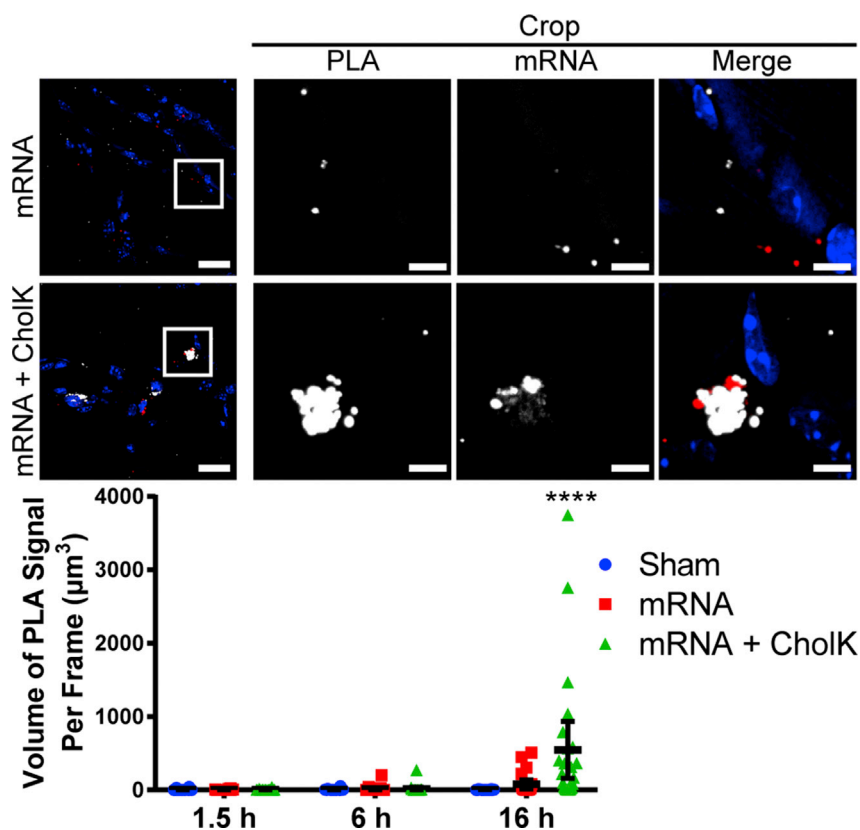 Crop
PLA mRNA Merge
mRNA
mRNA + CholK
Volume of PLA Signal
Per Frame (µm³)
4000
3000
2000
1000
0
****
Sham
mRNA
mRNA + CholK
1.5 h 6 h 16 h